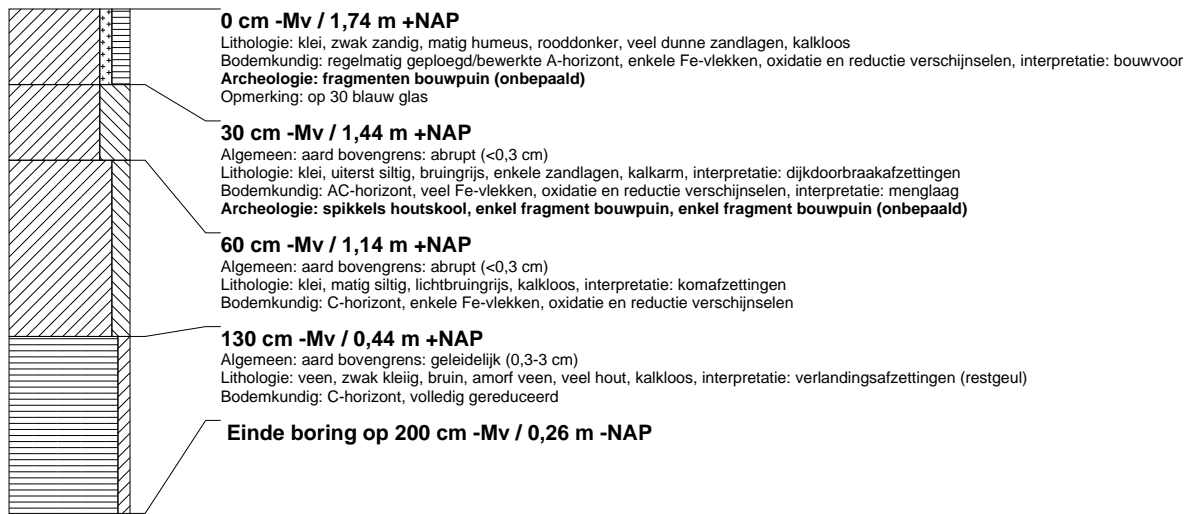 0 cm -Mv / 1,74 m +NAP
Lithologie: klei, zwak zandig, matig humeus, rooddonker, veel dunne zandlagen, kalkloos
Bodemkundig: regelmatig geploegd/bewerkte A-horizont, enkele Fe-vlekken, oxidatie en reductie verschijnselen, interpretatie: bouwvoor
Archeologie: fragmenten bouwpuin (onbepaald)
Opmerking: op 30 blauw glas
30 cm -Mv / 1,44 m +NAP
Algemeen: aard bovengrens: abrupt (<0,3 cm)
Lithologie: klei, uiterst siltig, bruingrijs, enkele zandlagen, kalkarm, interpretatie: dijkdoorbraakafzettingen
Bodemkundig: AC-horizont, veel Fe-vlekken, oxidatie en reductie verschijnselen, interpretatie: menglaag
Archeologie: spikkels houtskool, enkel fragment bouwpuin, enkel fragment bouwpuin (onbepaald)
60 cm -Mv / 1,14 m +NAP
Algemeen: aard bovengrens: abrupt (<0,3 cm)
Lithologie: klei, matig siltig, lichtbruingrijs, kalkloos, interpretatie: komafzettingen
Bodemkundig: C-horizont, enkele Fe-vlekken, oxidatie en reductie verschijnselen
130 cm -Mv / 0,44 m +NAP
Algemeen: aard bovengrens: geleidelijk (0,3-3 cm)
Lithologie: veen, zwak kleiig, bruin, amorf veen, veel hout, kalkloos, interpretatie: verlandingsafzettingen (restgeul)
Bodemkundig: C-horizont, volledig gereduceerd
Einde boring op 200 cm -Mv / 0,26 m -NAP